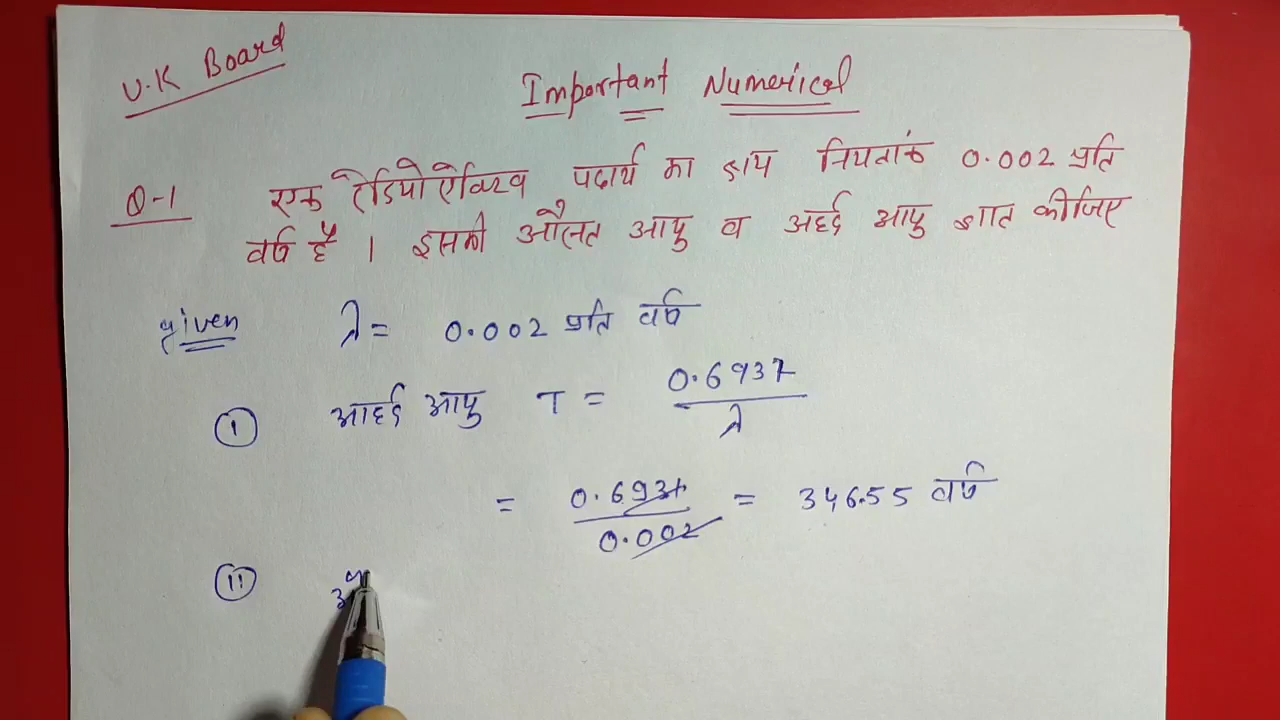 U.K Board
Important Numerical
Q-1 एक रेडियोऐक्टिव पदार्थ का क्षय नियतांक 0.002 प्रति
वर्ष है । इसकी औसत आयु व अर्ध्द आयु ज्ञात कीजिए
given λ = 0.002 प्रति वर्ष
I आर्ध्द आयु T = 0.6931
λ
= 0.6931 = 346.55 वर्ष
0.002
II